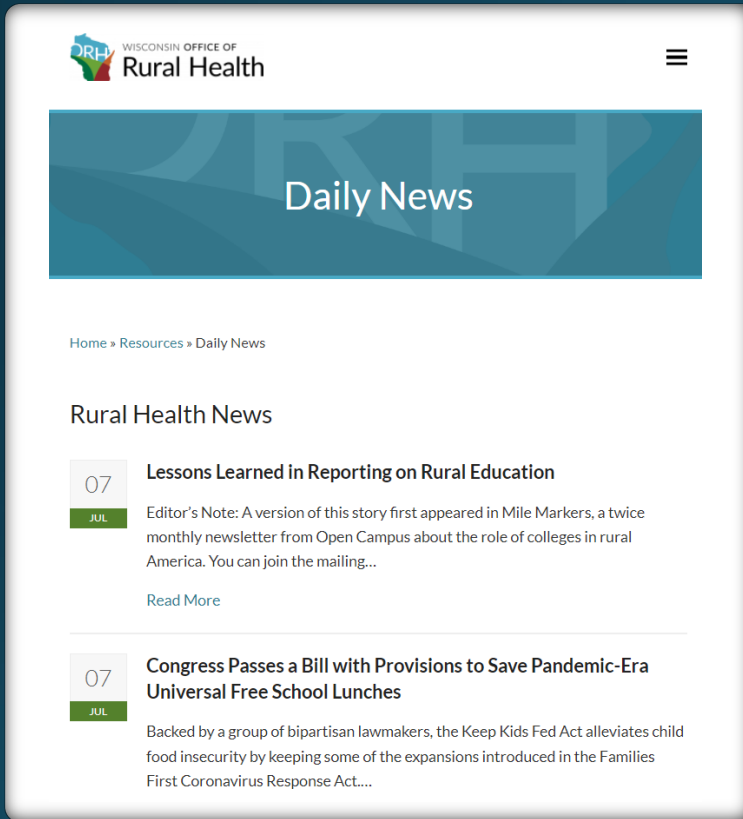 ORH WISCONSIN OFFICE OF
Rural Health
ORH
Daily News
Home » Resources » Daily News
Rural Health News
07
JUL
Lessons Learned in Reporting on Rural Education
Editor's Note: A version of this story first appeared in Mile Markers, a twice
monthly newsletter from Open Campus about the role of colleges in rural
America. You can join the mailing...
Read More
07
JUL
Congress Passes a Bill with Provisions to Save Pandemic-Era
Universal Free School Lunches
Backed by a group of bipartisan lawmakers, the Keep Kids Fed Act alleviates child
food insecurity by keeping some of the expansions introduced in the Families
First Coronavirus Response Act....